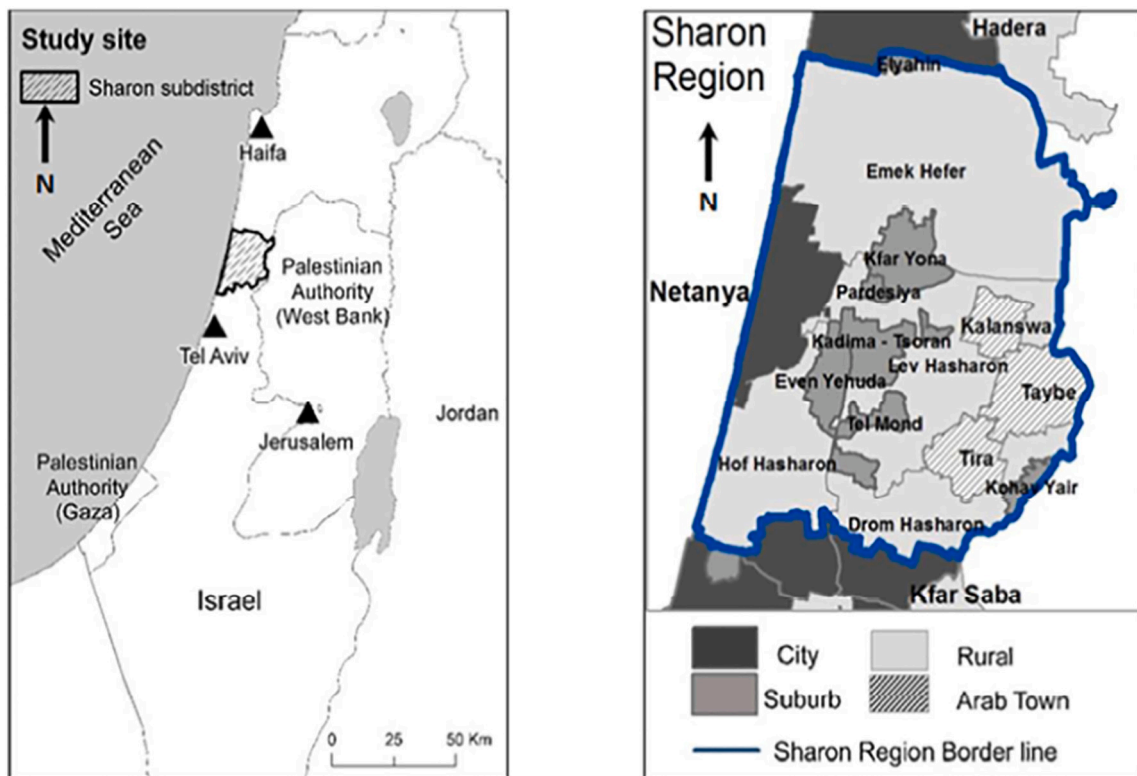 Study site
Sharon subdistrict
N
Haifa
Mediterranean
Sea
Palestinian
Authority
(West Bank)
Tel Aviv
Jerusalem
Jordan
Palestinian
Authority
(Gaza)
Israel
0 25 50 Km
Sharon
Region
N
Hadera
Elyahin
Emek Hefer
Kfar Yona
Netanya
Pardesiya
Kalanswa
Kadima - Tsoran
Lev Hasharon
Even Yehuda
Taybe
Tel Mond
Hof Hasharon
Tira
Kohav Yair
Drom Hasharon
Kfar Saba
City
Rural
Suburb
Arab Town
Sharon Region Border line